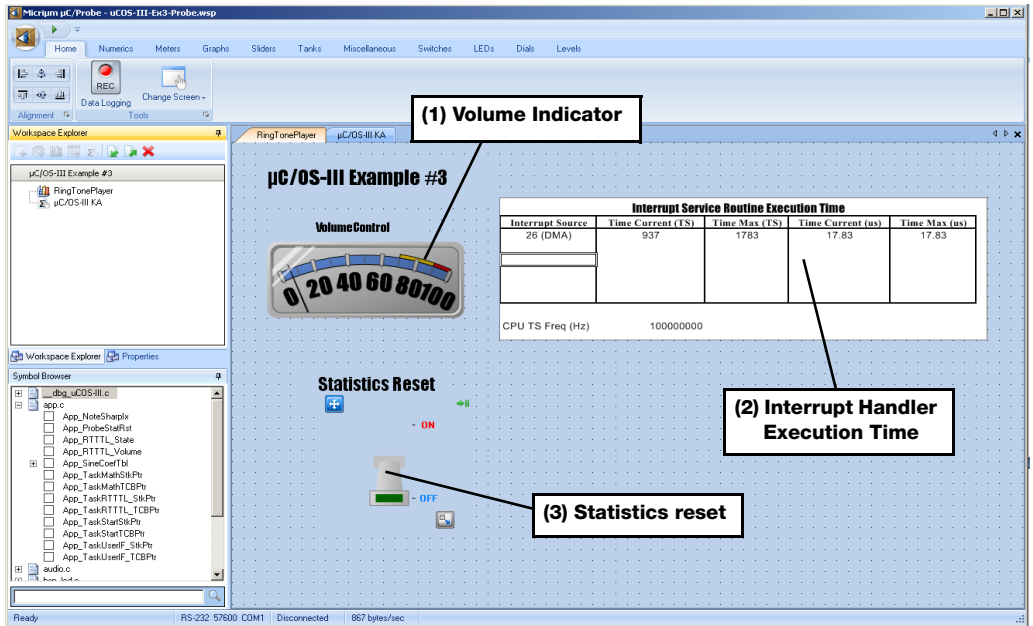 Micriµm µC/Probe - uCOS-III-Ex3-Probe.wsp
Home Numerics Meters Graphs Sliders Tanks Miscellaneous Switches LEDs Dials Levels
REC
Data Logging
Change Screen
Alignment
Tools
Workspace Explorer
µC/OS-III Example #3
RingTonePlayer
µC/OS-III KA
Workspace Explorer Properties
Symbol Browser
__dbg_uCOS-III.c
app.c
App_NoteSharpIx
App_ProbeStatRst
App_RTTTL_State
App_RTTTL_Volume
App_SineCoefTbl
App_TaskMathStkPtr
App_TaskMathTCBPtr
App_TaskRTTTL_StkPtr
App_TaskRTTTL_TCBPtr
App_TaskStartStkPtr
App_TaskStartTCBPtr
App_TaskUserIF_StkPtr
App_TaskUserIF_TCBPtr
audio.c
RingTonePlayer µC/OS-III KA
(1) Volume Indicator
µC/OS-III Example #3
VolumeControl
0 20 40 60 80 100
Interrupt Service Routine Execution Time
Interrupt Source Time Current (TS) Time Max (TS) Time Current (us) Time Max (us)
26 (DMA) 937 1783 17.83 17.83
CPU TS Freq (Hz) 100000000
Statistics Reset
- ON
- OFF
(2) Interrupt Handler
Execution Time
(3) Statistics reset
Ready RS-232 57600 COM1 Disconnected 867 bytes/sec